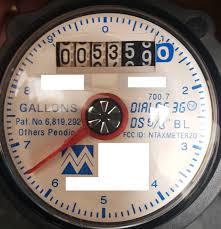 00535 0
9 1
700 7
GALLONS DIALOG 3G
Pat. No. 6,819,292 DS 5/8" BL
Others Pending FCC ID: NTAXMETER20
8 2
7 3
6 4
5